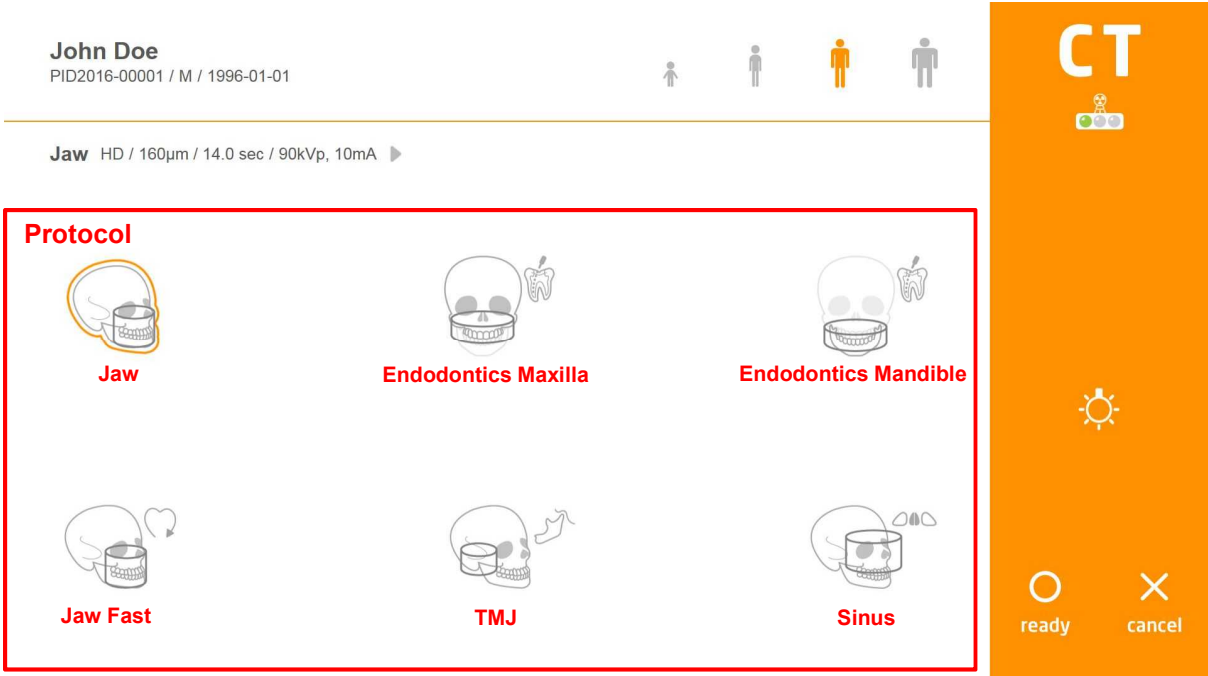 John Doe
PID2016-00001 / M / 1996-01-01
CT
Jaw HD / 160μm / 14.0 sec / 90kVp, 10mA
Protocol
Jaw
Endodontics Maxilla
Endodontics Mandible
Jaw Fast
TMJ
Sinus
ready
cancel